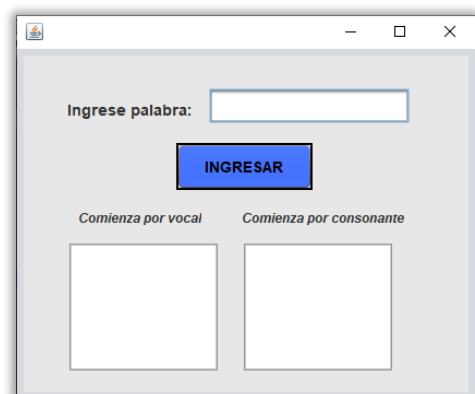 Ingrese palabra:
INGRESAR
Comienza por vocal
Comienza por consonante